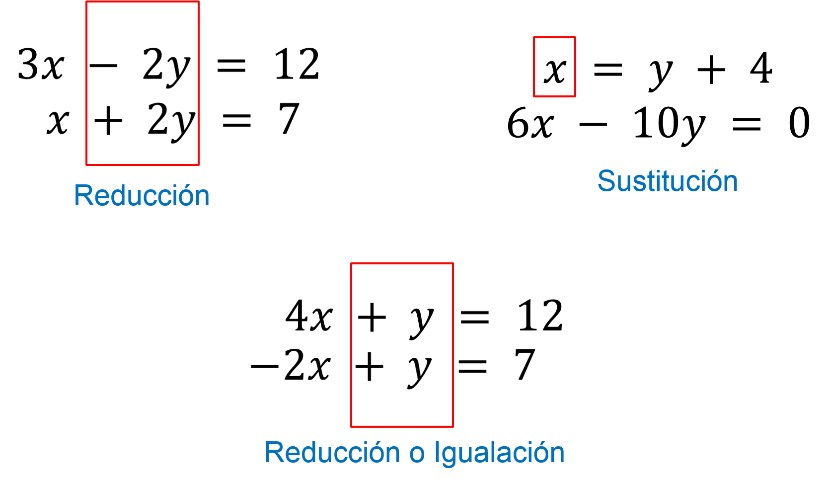 3x − 2y = 12
x + 2y = 7
Reducción
x = y + 4
6x − 10y = 0
Sustitución
4x + y = 12
−2x + y = 7
Reducción o Igualación